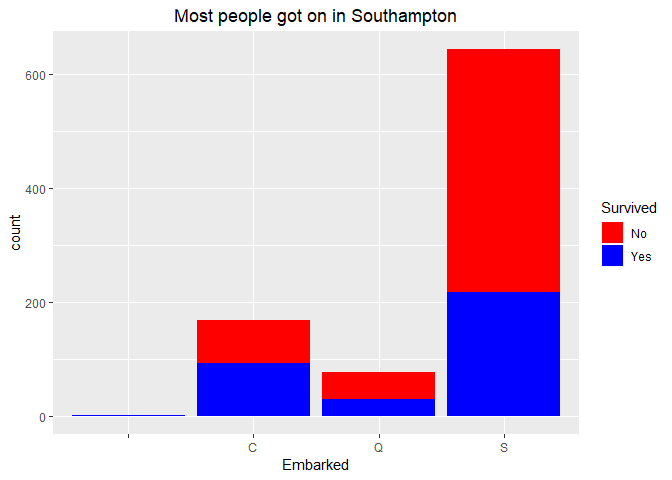 Most people got on in Southampton
600
400
200
0
count
C Q S
Embarked
Survived
No
Yes